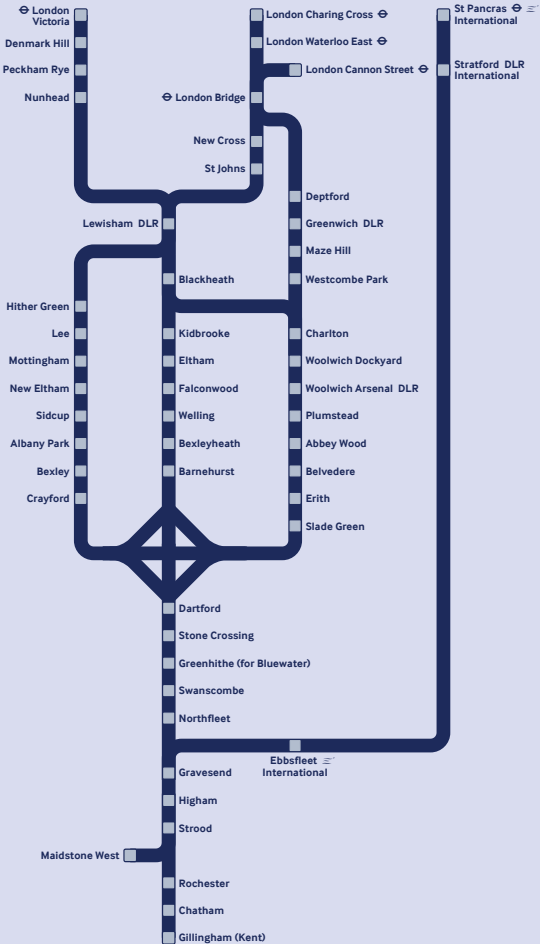 London
Victoria
Denmark Hill
Peckham Rye
Nunhead
London Charing Cross
London Waterloo East
London Cannon Street
London Bridge
New Cross
St Johns
St Pancras
International
Stratford DLR
International
Lewisham DLR
Blackheath
Deptford
Greenwich DLR
Maze Hill
Westcombe Park
Hither Green
Lee
Mottingham
New Eltham
Sidcup
Albany Park
Bexley
Crayford
Kidbrooke
Eltham
Falconwood
Welling
Bexleyheath
Barnehurst
Charlton
Woolwich Dockyard
Woolwich Arsenal DLR
Plumstead
Abbey Wood
Belvedere
Erith
Slade Green
Dartford
Stone Crossing
Greenhithe (for Bluewater)
Swanscombe
Northfleet
Ebbsfleet
International
Gravesend
Higham
Strood
Maidstone West
Rochester
Chatham
Gillingham (Kent)